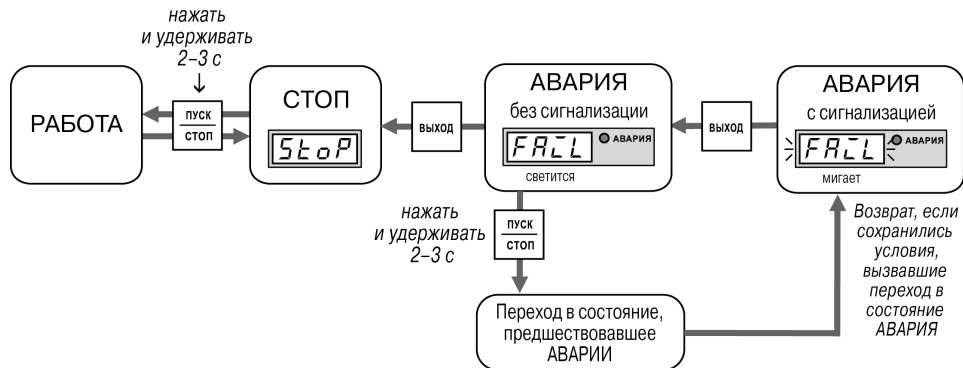 нажать
и удерживать
2–3 с
РАБОТА
ПУСК
СТОП
СТОП
StoP
ВЫХОД
АВАРИЯ
без сигнализации
FAIL
АВАРИЯ
светится
ВЫХОД
АВАРИЯ
с сигнализацией
FAIL
АВАРИЯ
мигает
нажать
и удерживать
2–3 с
ПУСК
СТОП
Переход в состояние,
предшествовавшее
АВАРИИ
Возврат, если
сохранились
условия,
вызвавшие
переход в
состояние
АВАРИЯ